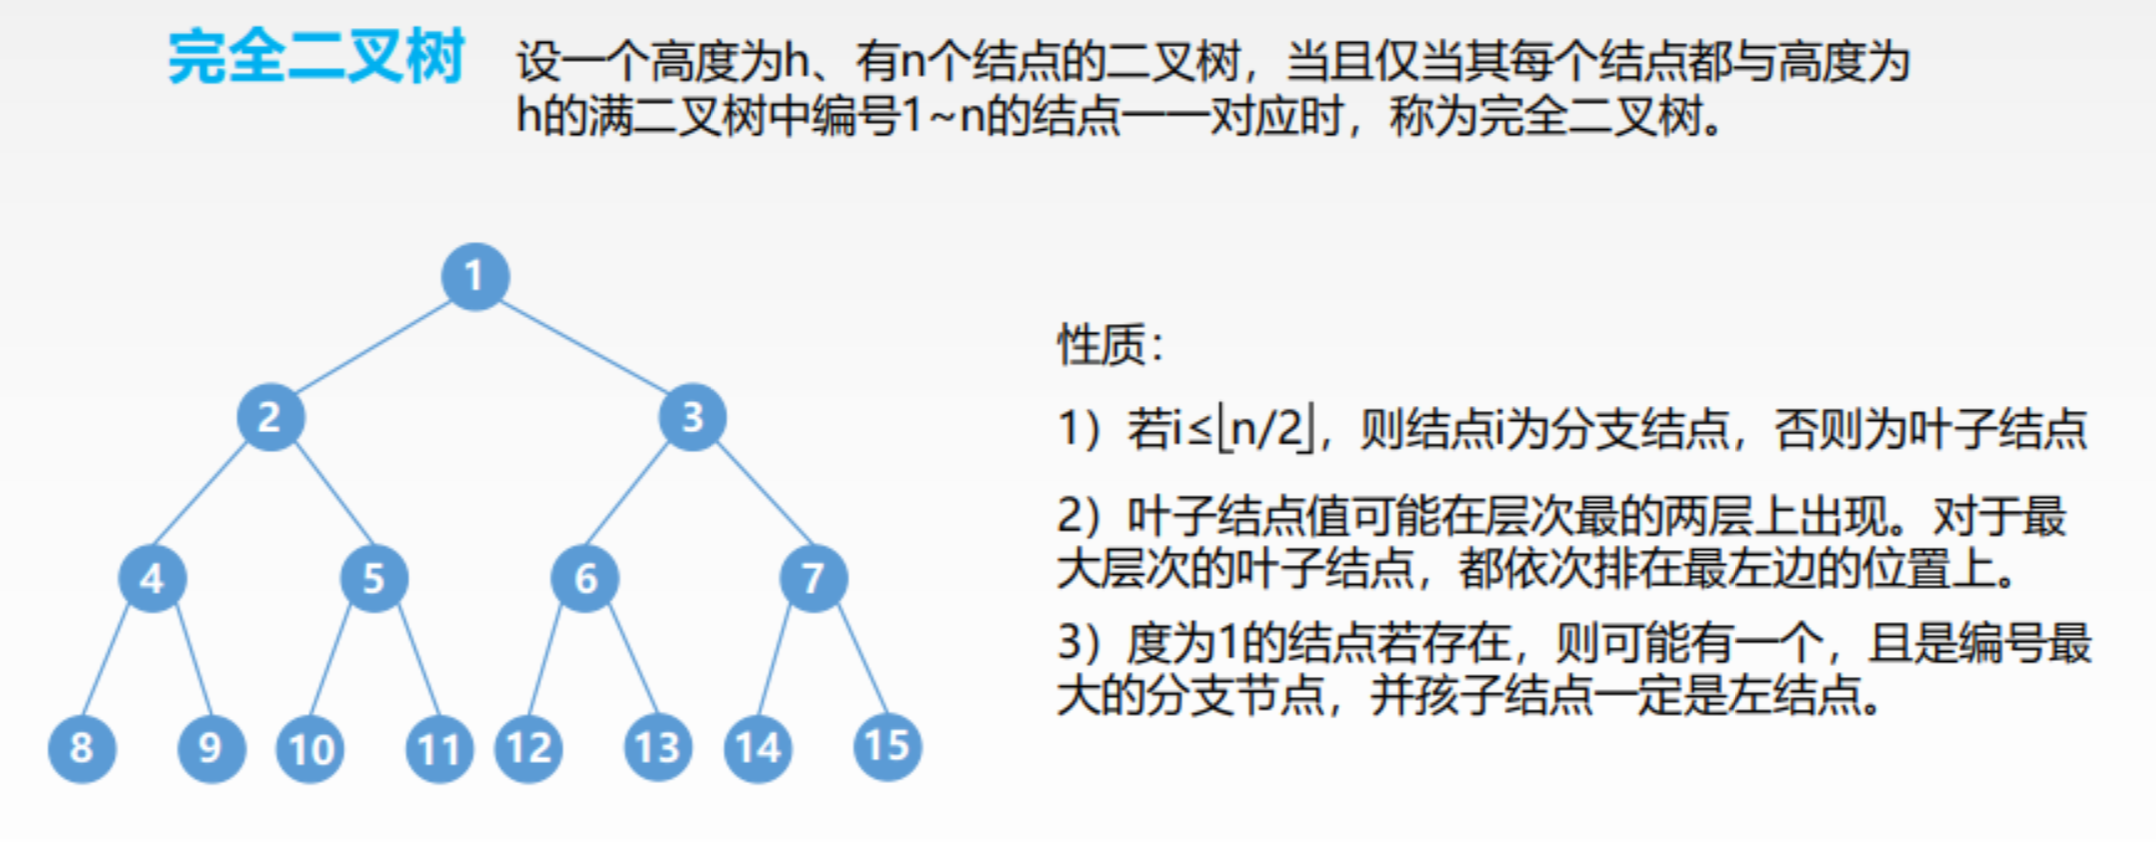 完全二叉树
设一个高度为h、有n个结点的二叉树，当且仅当其每个结点都与高度为
h的满二叉树中编号1~n的结点一一对应时，称为完全二叉树。
1
2 3
4 5 6 7
8 9 10 11 12 13 14 15
性质：
1）若i≤⌊n/2⌋，则结点i为分支结点，否则为叶子结点
2）叶子结点值可能在层次最的两层上出现。对于最
大层次的叶子结点，都依次排在最左边的位置上。
3）度为1的结点若存在，则可能有一个，且是编号最
大的分支节点，并孩子结点一定是左结点。